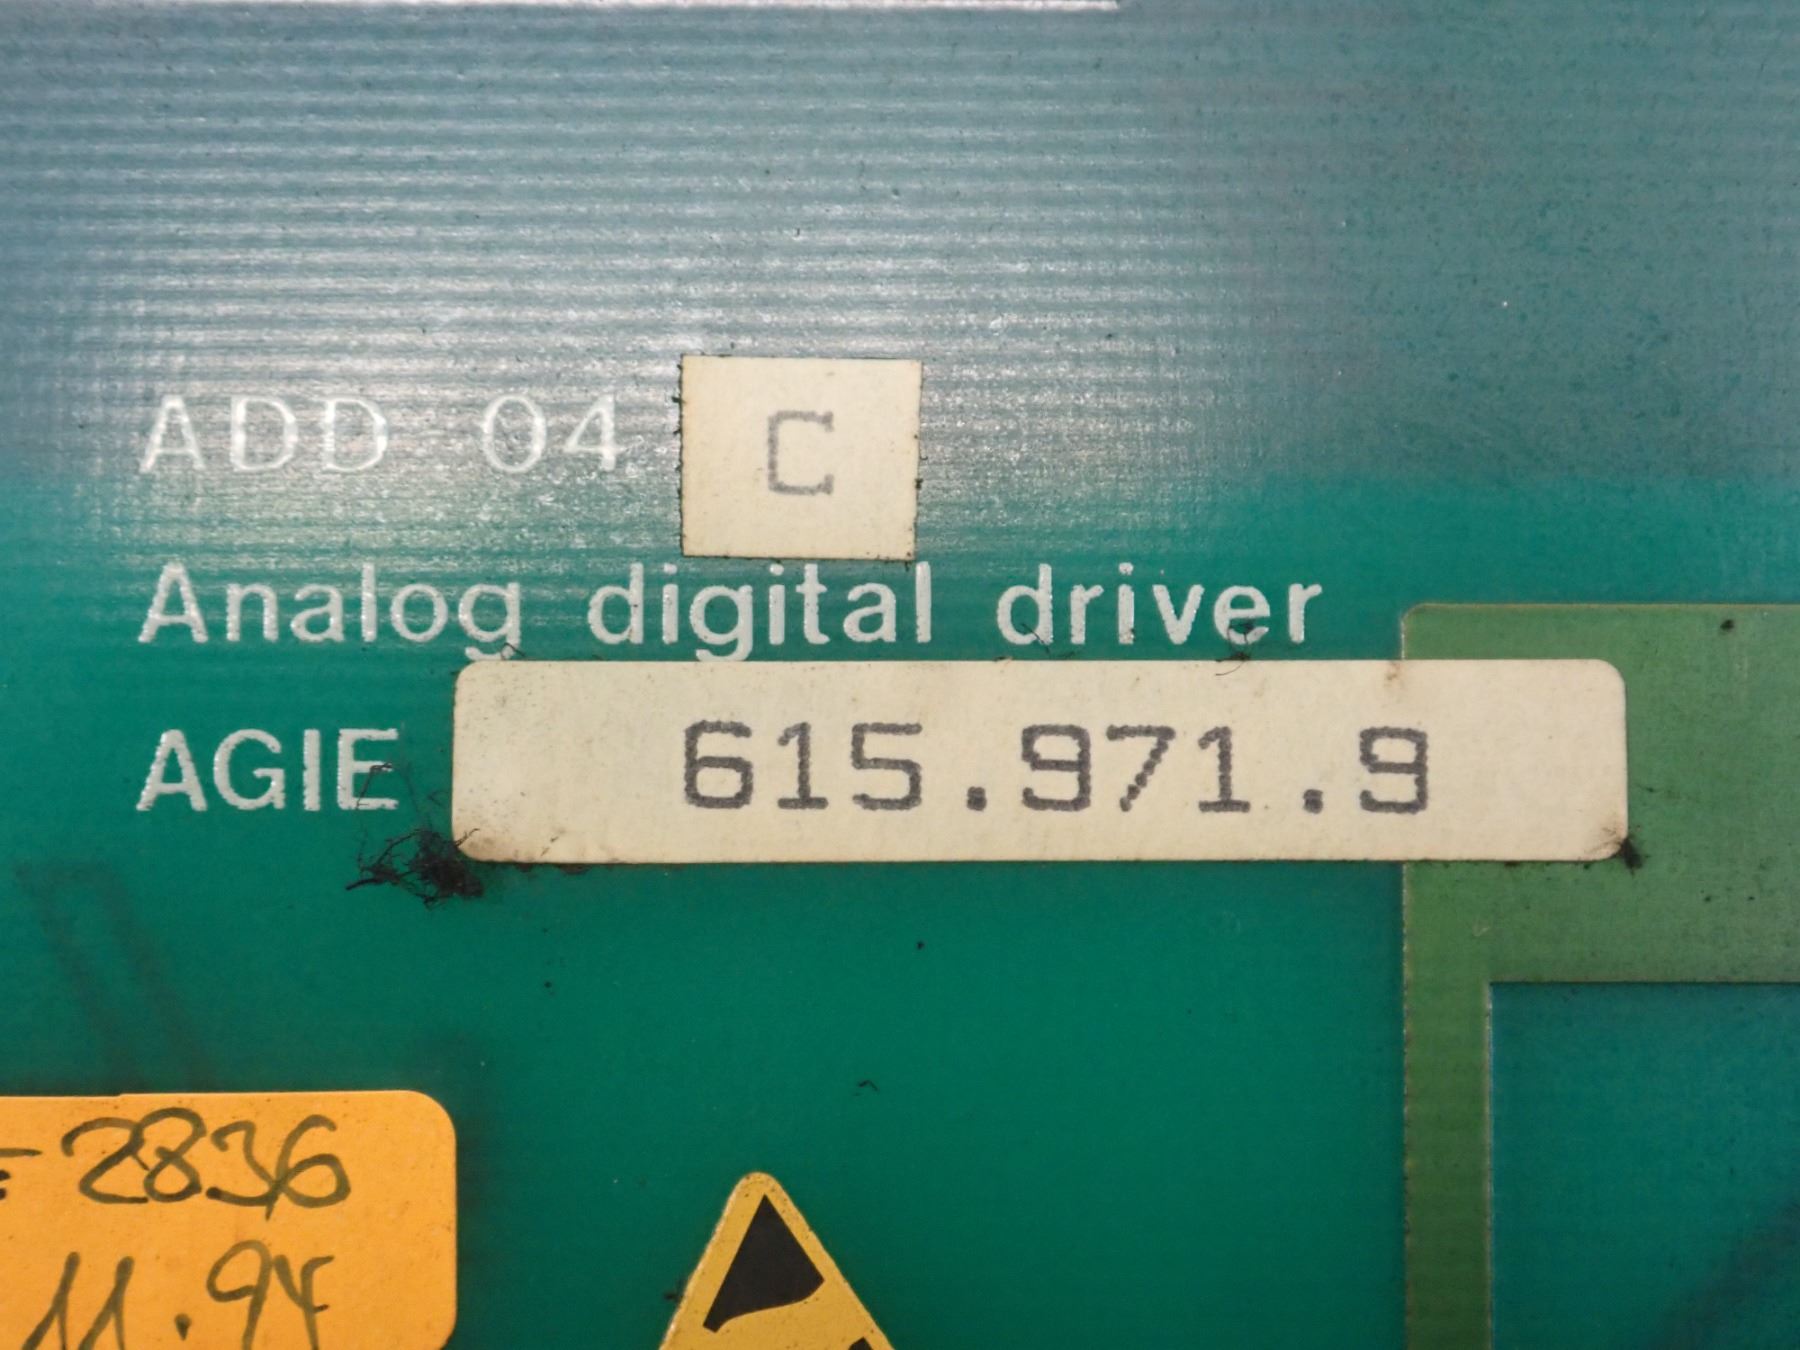 ADD 04 C
Analog digital driver
AGIE 615.971.9
= 2836
11.94